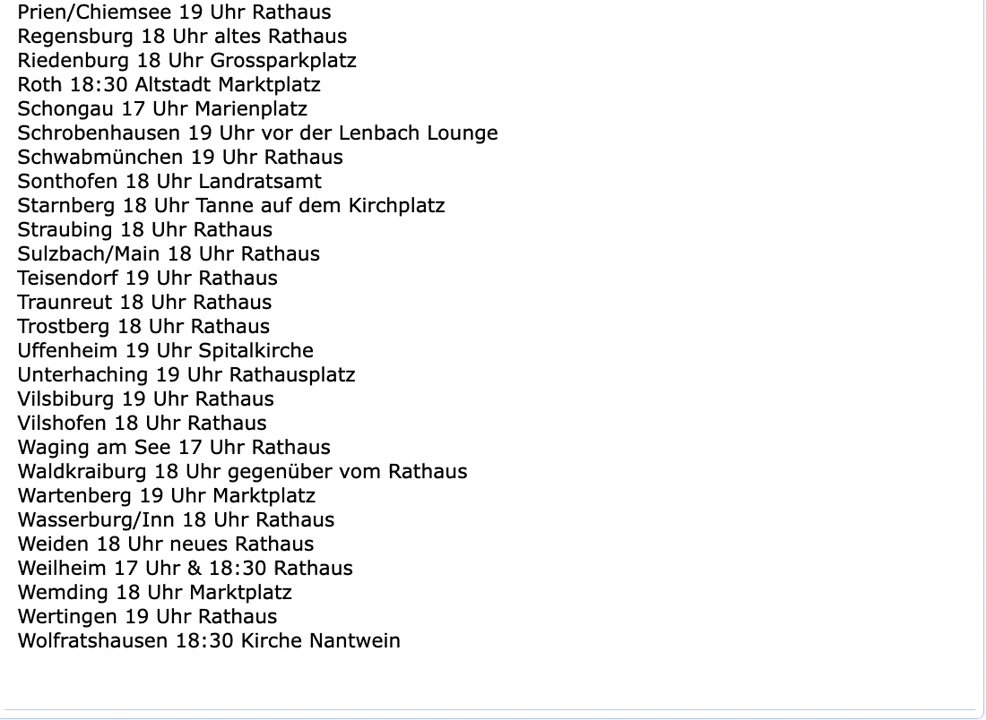 Prien/Chiemsee 19 Uhr Rathaus
Regensburg 18 Uhr altes Rathaus
Riedenburg 18 Uhr Grossparkplatz
Roth 18:30 Altstadt Marktplatz
Schongau 17 Uhr Marienplatz
Schrobenhausen 19 Uhr vor der Lenbach Lounge
Schwabmünchen 19 Uhr Rathaus
Sonthofen 18 Uhr Landratsamt
Starnberg 18 Uhr Tanne auf dem Kirchplatz
Straubing 18 Uhr Rathaus
Sulzbach/Main 18 Uhr Rathaus
Teisendorf 19 Uhr Rathaus
Traunreut 18 Uhr Rathaus
Trostberg 18 Uhr Rathaus
Uffenheim 19 Uhr Spitalkirche
Unterhaching 19 Uhr Rathausplatz
Vilsbiburg 19 Uhr Rathaus
Vilshofen 18 Uhr Rathaus
Waging am See 17 Uhr Rathaus
Waldkraiburg 18 Uhr gegenüber vom Rathaus
Wartenberg 19 Uhr Marktplatz
Wasserburg/Inn 18 Uhr Rathaus
Weiden 18 Uhr neues Rathaus
Weilheim 17 Uhr & 18:30 Rathaus
Wemding 18 Uhr Marktplatz
Wertingen 19 Uhr Rathaus
Wolfratshausen 18:30 Kirche Nantwein